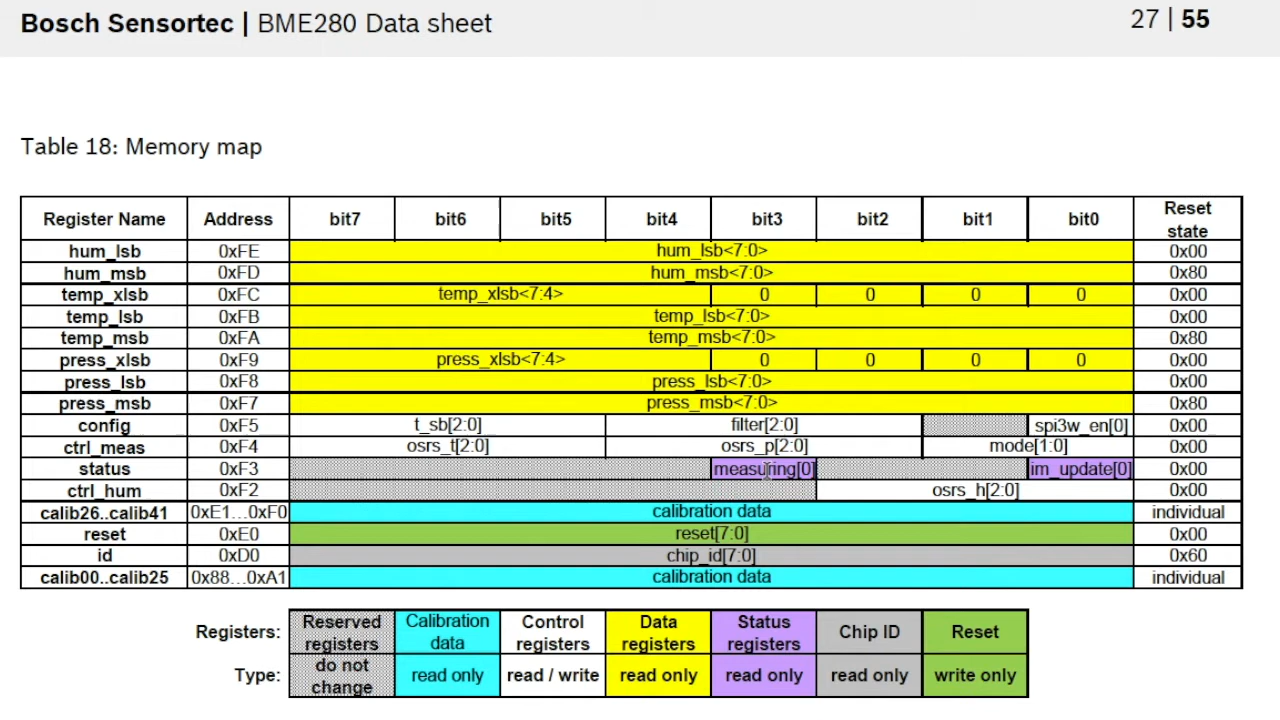 Bosch Sensortec | BME280 Data sheet 27 | 55
Table 18: Memory map
Register Name Address bit7 bit6 bit5 bit4 bit3 bit2 bit1 bit0 Reset state
hum_lsb 0xFE hum_lsb<7:0> 0x00
hum_msb 0xFD hum_msb<7:0> 0x80
temp_xlsb 0xFC temp_xlsb<7:4> 0 0 0 0 0x00
temp_lsb 0xFB temp_lsb<7:0> 0x00
temp_msb 0xFA temp_msb<7:0> 0x80
press_xlsb 0xF9 press_xlsb<7:4> 0 0 0 0 0x00
press_lsb 0xF8 press_lsb<7:0> 0x00
press_msb 0xF7 press_msb<7:0> 0x80
config 0xF5 t_sb[2:0] filter[2:0] spi3w_en[0] 0x00
ctrl_meas 0xF4 osrs_t[2:0] osrs_p[2:0] mode[1:0] 0x00
status 0xF3 measuring[0] im_update[0] 0x00
ctrl_hum 0xF2 osrs_h[2:0] 0x00
calib26..calib41 0xE1...0xF0 calibration data individual
reset 0xE0 reset[7:0] 0x00
id 0xD0 chip_id[7:0] 0x60
calib00..calib25 0x88...0xA1 calibration data individual
Registers: Reserved registers Calibration data Control registers Data registers Status registers Chip ID Reset
Type: do not change read only read / write read only read only read only write only